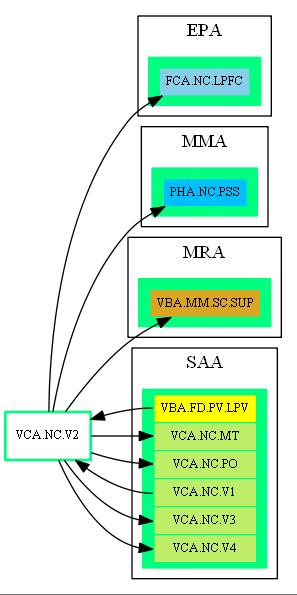 EPA
FCA.NC.LPFC
MMA
PHA.NC.PSS
MRA
VBA.MM.SC.SUP
SAA
VBA.FD.PV.LPV
VCA.NC.V2
VCA.NC.MT
VCA.NC.PO
VCA.NC.V1
VCA.NC.V3
VCA.NC.V4